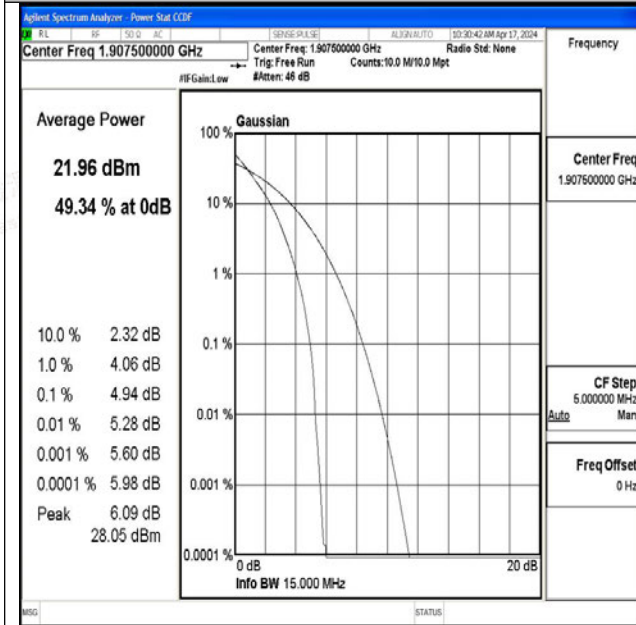 Agilent Spectrum Analyzer - Power Stat CCDF
RL RF 50 Ω AC SENSE:PULSE ALIGNAUTO 10:30:42 AM Apr 17, 2024
Center Freq 1.907500000 GHz
Center Freq: 1.907500000 GHz Radio Std: None
Trig: Free Run Counts:10.0 M/10.0 Mpt
#IFGain:Low #Atten: 46 dB
Frequency
Average Power
21.96 dBm
49.34 % at 0dB
10.0 % 2.32 dB
1.0 % 4.06 dB
0.1 % 4.94 dB
0.01 % 5.28 dB
0.001 % 5.60 dB
0.0001 % 5.98 dB
Peak 6.09 dB
28.05 dBm
Gaussian
100 %
10 %
1 %
0.1 %
0.01 %
0.001 %
0.0001 %
0 dB 20 dB
Info BW 15.000 MHz
Center Freq
1.907500000 GHz
CF Step
5.000000 MHz
Auto Man
Freq Offset
0 Hz
MSG STATUS